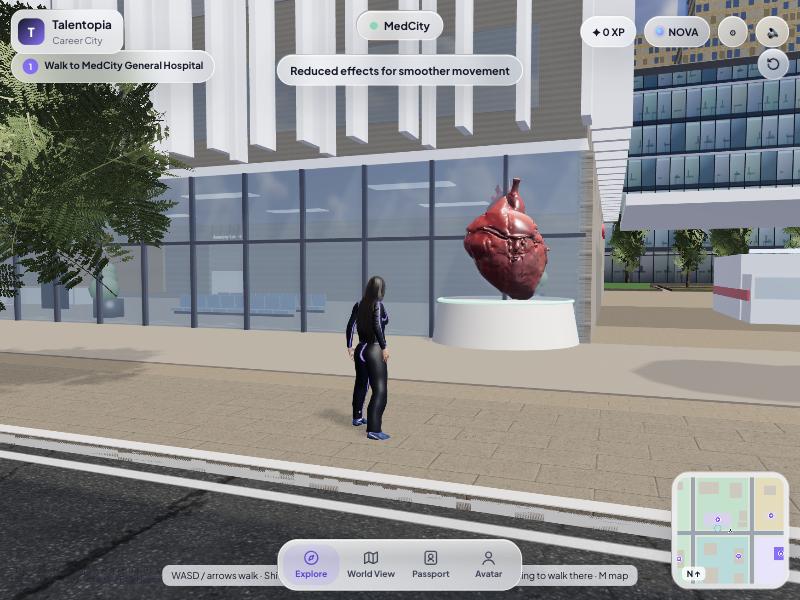 T
Talentopia
Career City
MedCity
0 XP
NOVA
1
Walk to MedCity General Hospital
Reduced effects for smoother movement
WASD / arrows walk · Shi
ing to walk there · M map
Explore
World View
Passport
Avatar
N